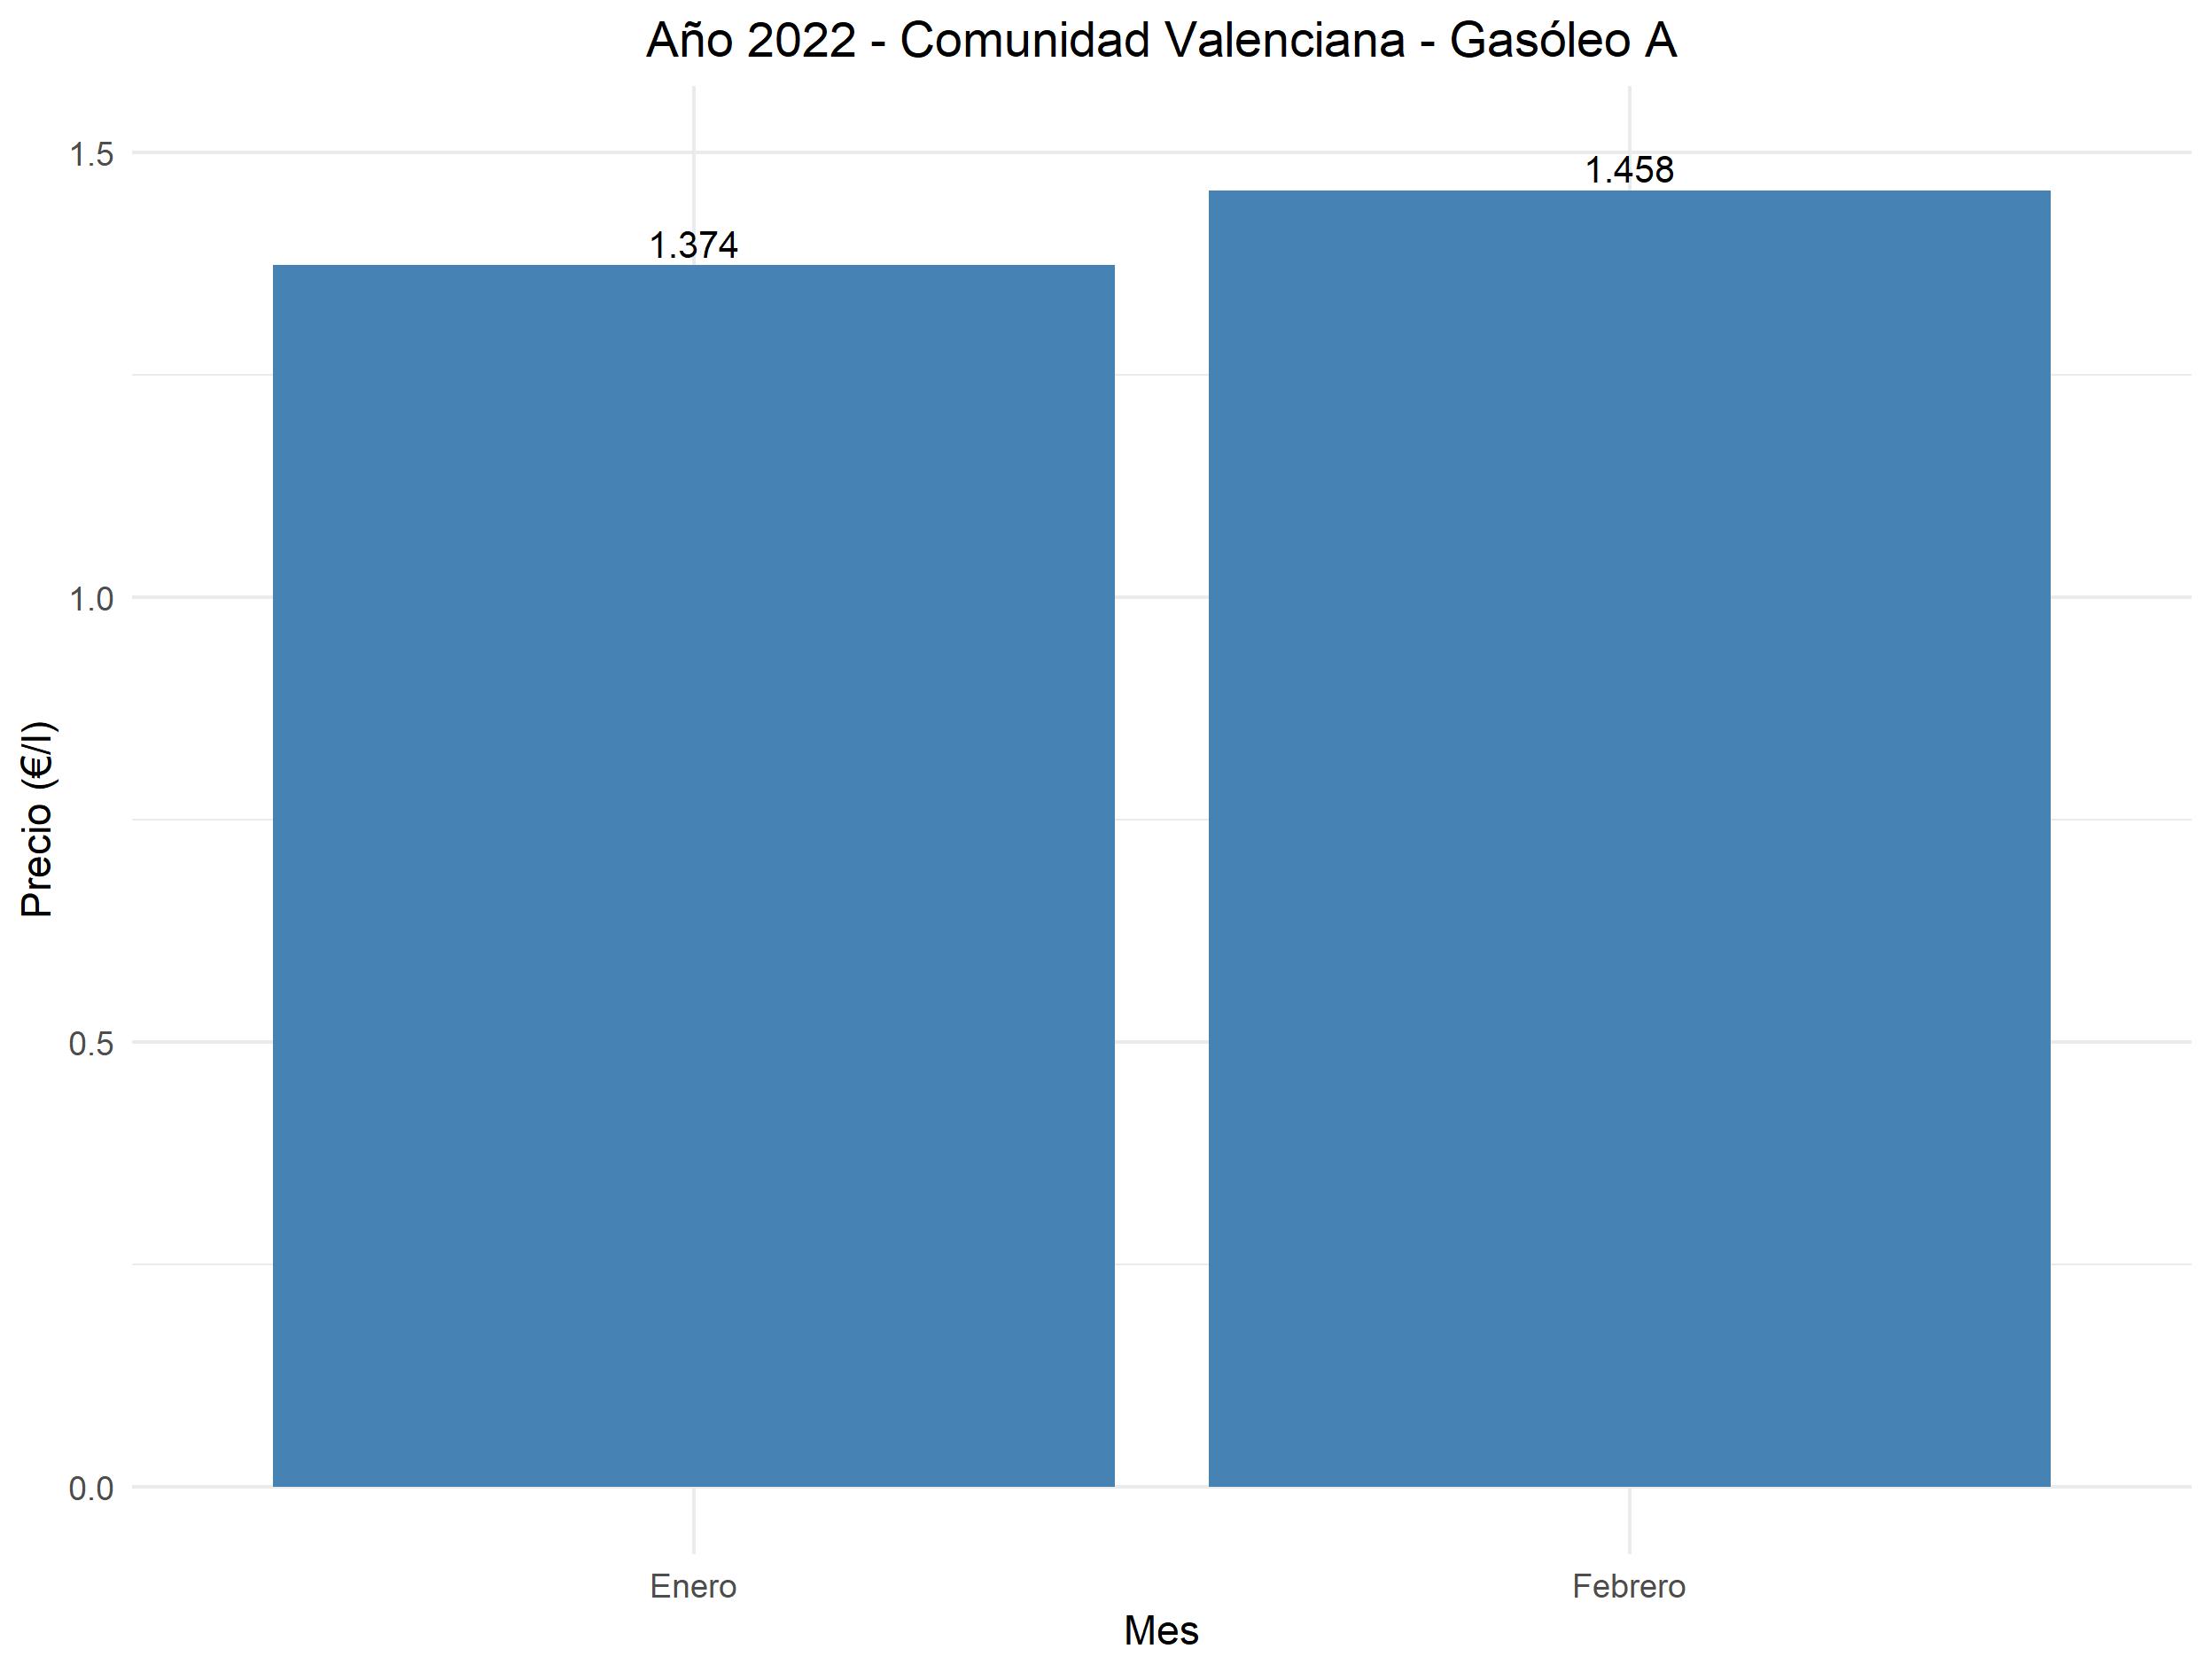 Año 2022 - Comunidad Valenciana - Gasóleo A
1.5
1.458
1.374
1.0
Precio (€/l)
0.5
0.0
Enero
Febrero
Mes